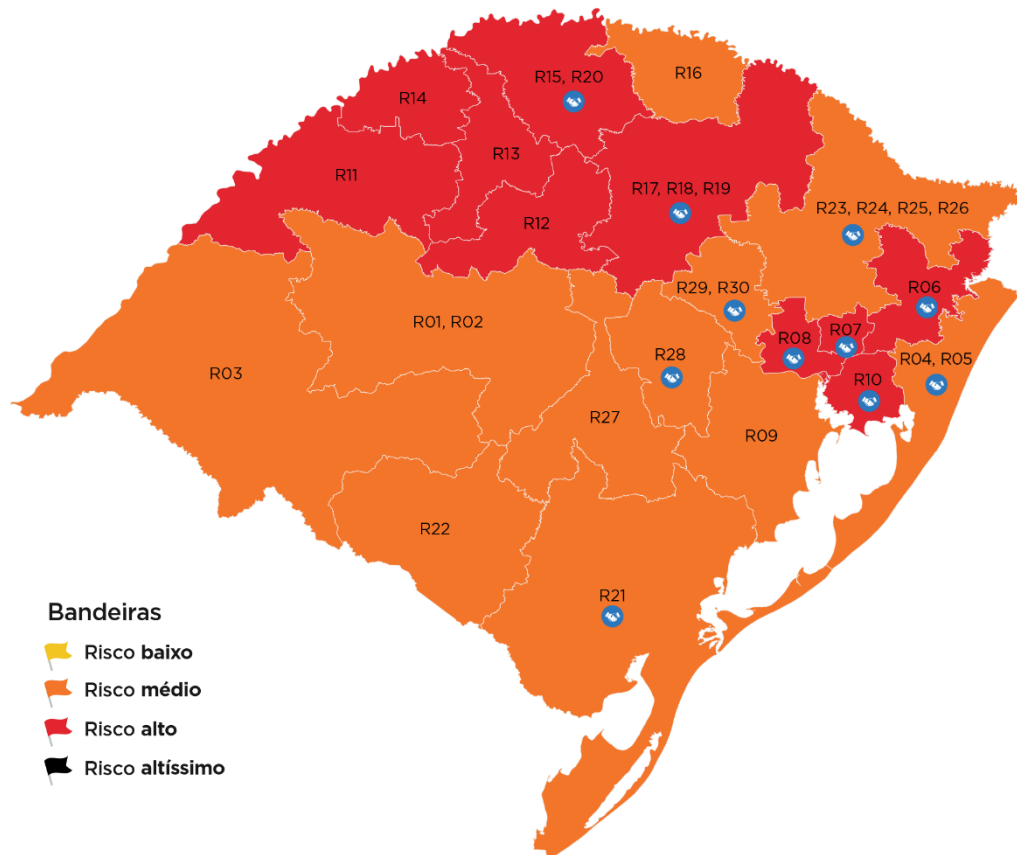 R16
R15, R20
R14
R13
R11
R17, R18, R19
R12
R23, R24, R25, R26
R29, R30
R06
R01, R02
R08
R07
R28
R04, R05
R03
R10
R27
R09
R22
R21
Bandeiras
Risco baixo
Risco médio
Risco alto
Risco altíssimo